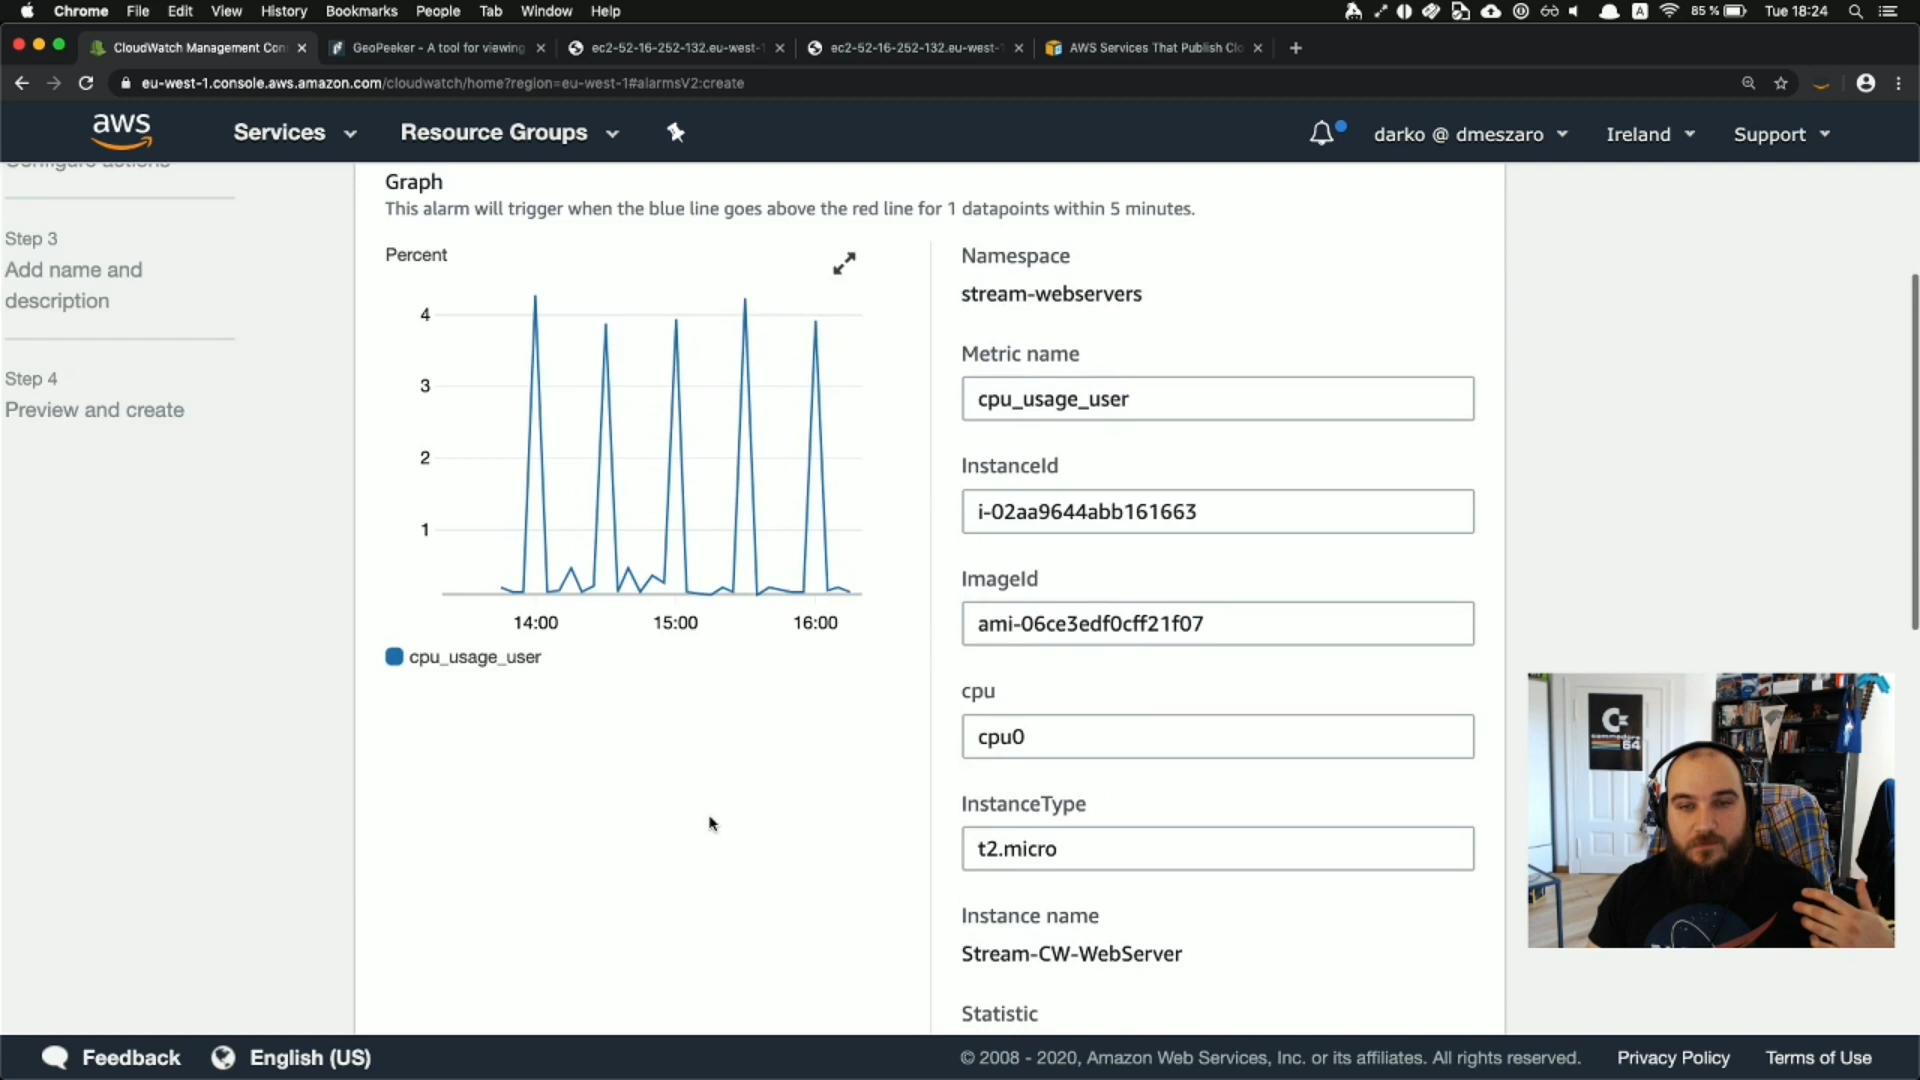 Chrome File Edit View History Bookmarks People Tab Window Help
85 % Tue 18:24
CloudWatch Management Con
GeoPeeker - A tool for viewing
ec2-52-16-252-132.eu-west-1
ec2-52-16-252-132.eu-west-
AWS Services That Publish Clo
eu-west-1.console.aws.amazon.com/cloudwatch/home?region=eu-west-1#alarmsV2:create
aws
Services
Resource Groups
darko @ dmeszaro
Ireland
Support
Configure actions
Step 3
Add name and
description
Step 4
Preview and create
Graph
This alarm will trigger when the blue line goes above the red line for 1 datapoints within 5 minutes.
Percent
4
3
2
1
14:00
15:00
16:00
cpu_usage_user
Namespace
stream-webservers
Metric name
cpu_usage_user
InstanceId
i-02aa9644abb161663
ImageId
ami-06ce3edf0cff21f07
cpu
cpu0
InstanceType
t2.micro
Instance name
Stream-CW-WebServer
Statistic
commodore
64
Feedback
English (US)
© 2008 - 2020, Amazon Web Services, Inc. or its affiliates. All rights reserved.
Privacy Policy
Terms of Use